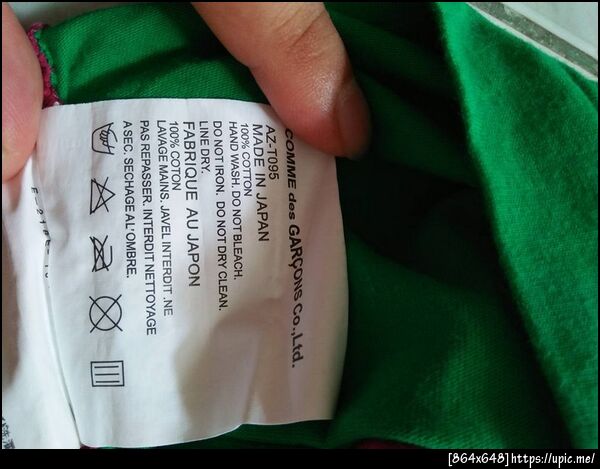 COMME des GARÇONS Co.,Ltd.
AZ-T095
MADE IN JAPAN
100% COTTON
HAND WASH. DO NOT BLEACH.
DO NOT IRON. DO NOT DRY CLEAN.
LINE DRY.
FABRIQUE AU JAPON
100% COTON
LAVAGE MAINS. JAVEL INTERDIT .NE
PAS REPASSER. INTERDIT NETTOYAGE
A SEC. SECHAGE A L'OMBRE.
[864x648]https://upic.me/